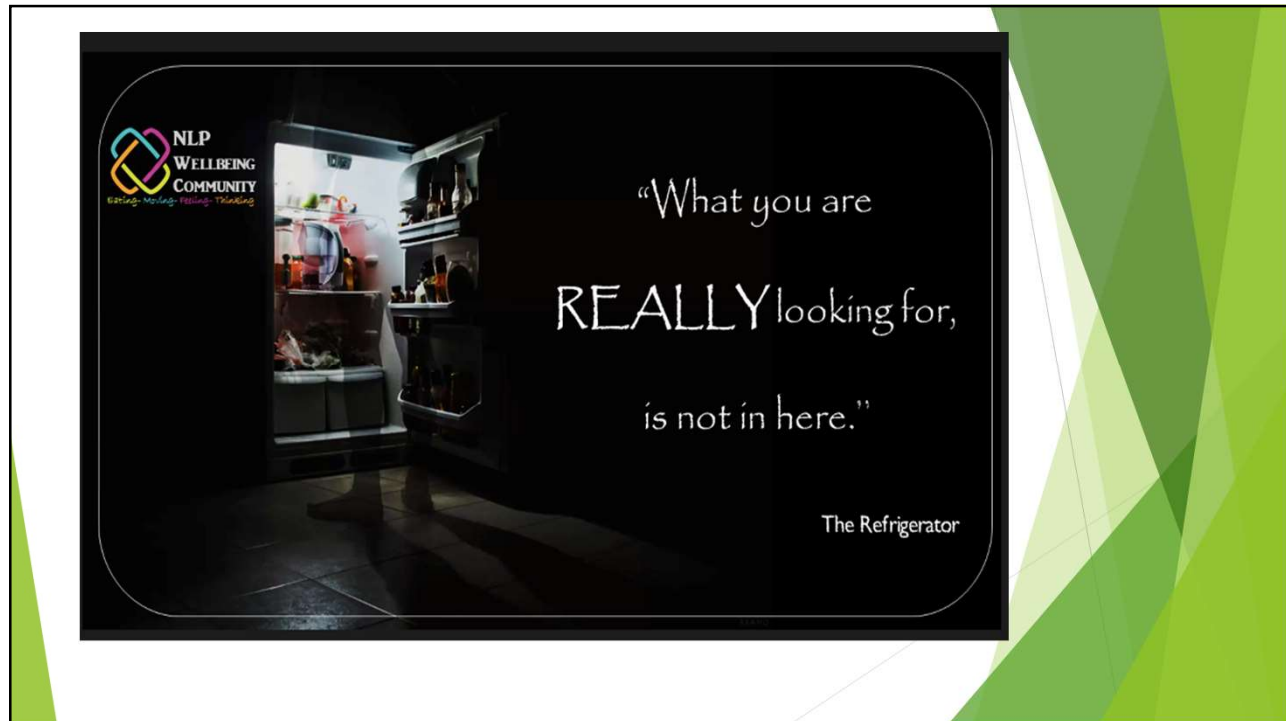 NLP
WELLBEING
COMMUNITY
Eating- Moving- Feeling- Thinking
“What you are
REALLY looking for,
is not in here.”
The Refrigerator